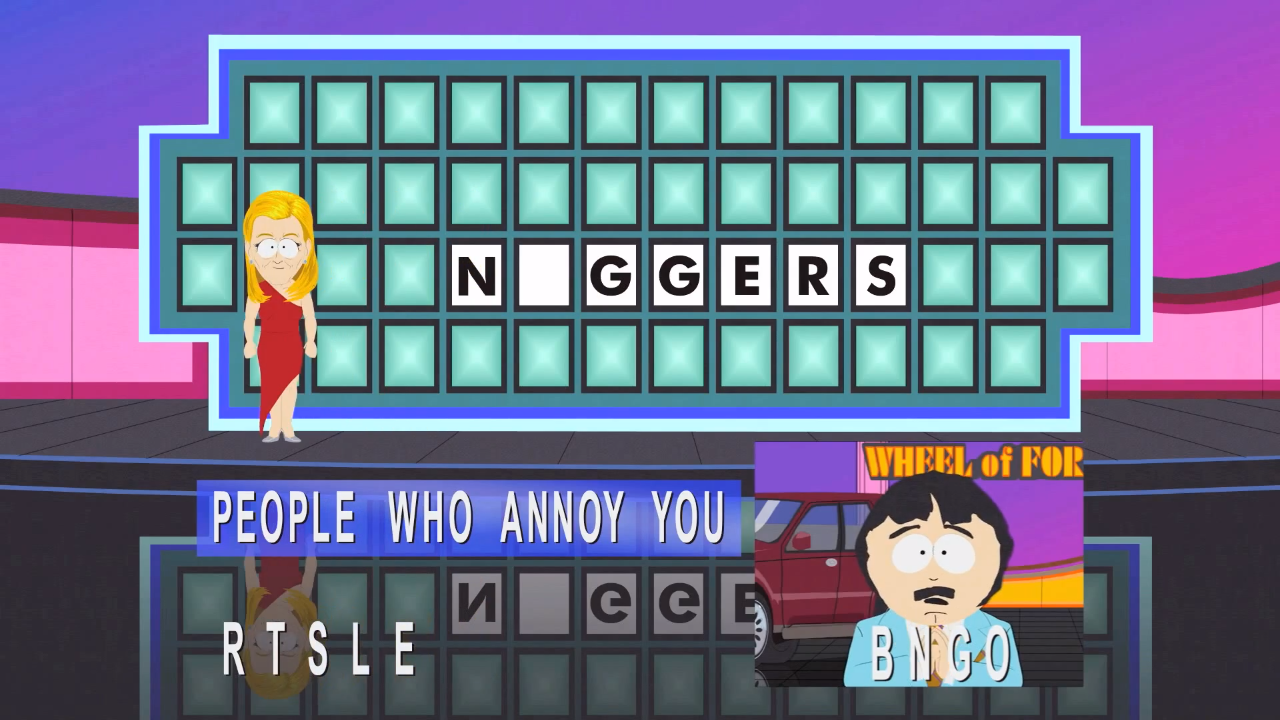 N GGERS
PEOPLE WHO ANNOY YOU
R T S L E
WHEEL of FOR
B N G O